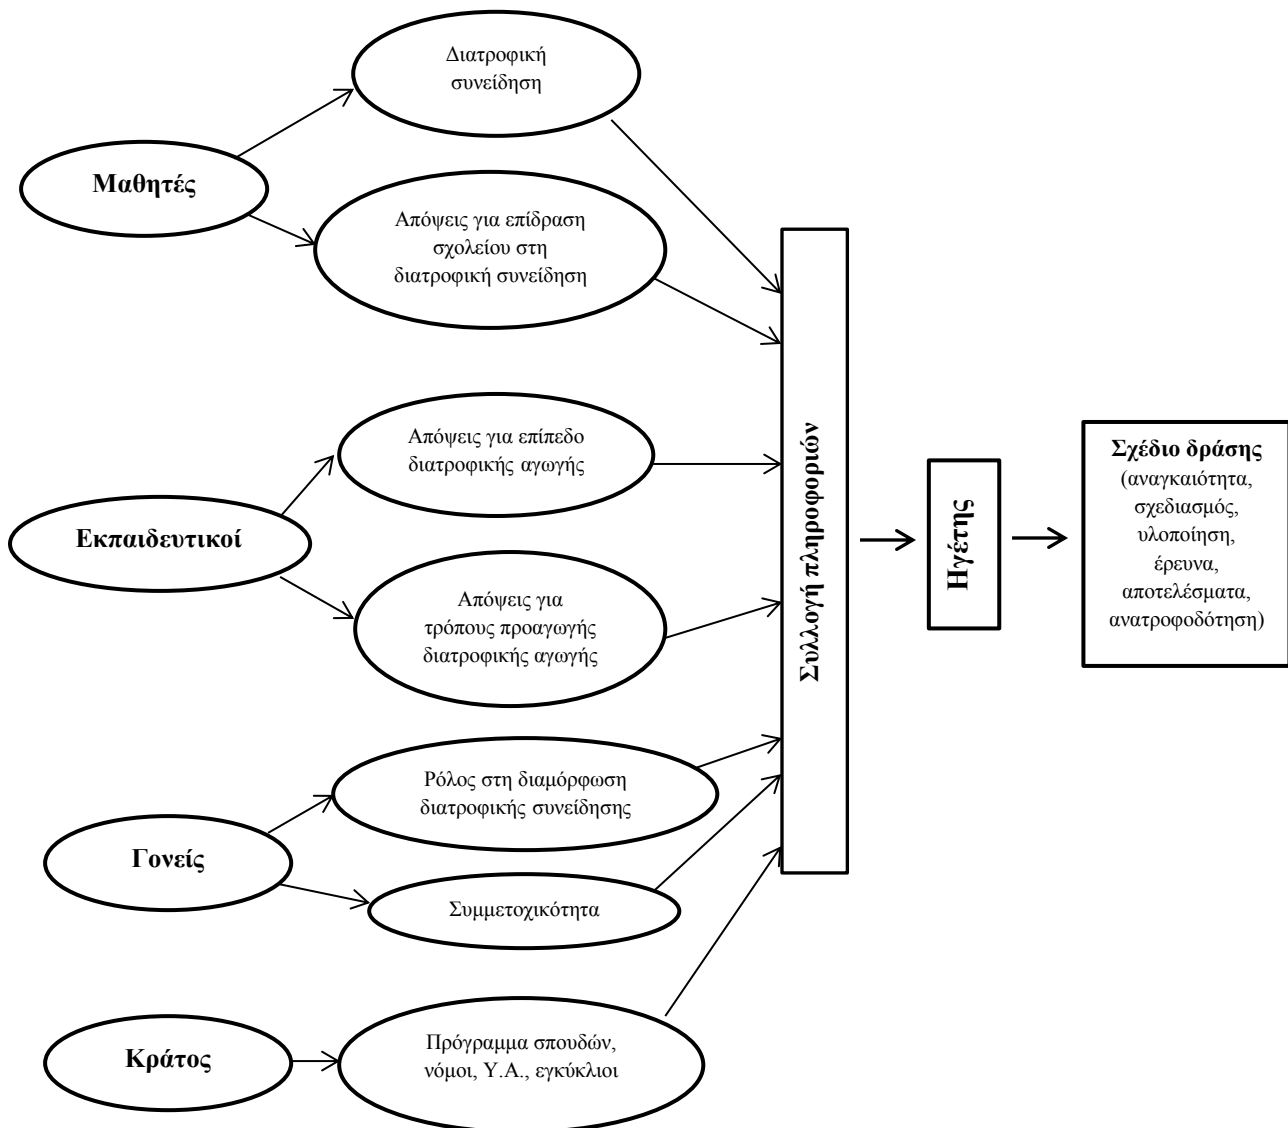 Διατροφική
συνείδηση
Μαθητές
Απόψεις για επίδραση
σχολείου στη
διατροφική συνείδηση
Απόψεις για επίπεδο
διατροφικής αγωγής
Εκπαιδευτικοί
Απόψεις για
τρόπους προαγωγής
διατροφικής αγωγής
Ρόλος στη διαμόρφωση
διατροφικής συνείδησης
Γονείς
Συμμετοχικότητα
Κράτος
Πρόγραμμα σπουδών,
νόμοι, Υ.Α., εγκύκλιοι
Συλλογή πληροφοριών
Ηγέτης
Σχέδιο δράσης
(αναγκαιότητα,
σχεδιασμός,
υλοποίηση,
έρευνα,
αποτελέσματα,
ανατροφοδότηση)